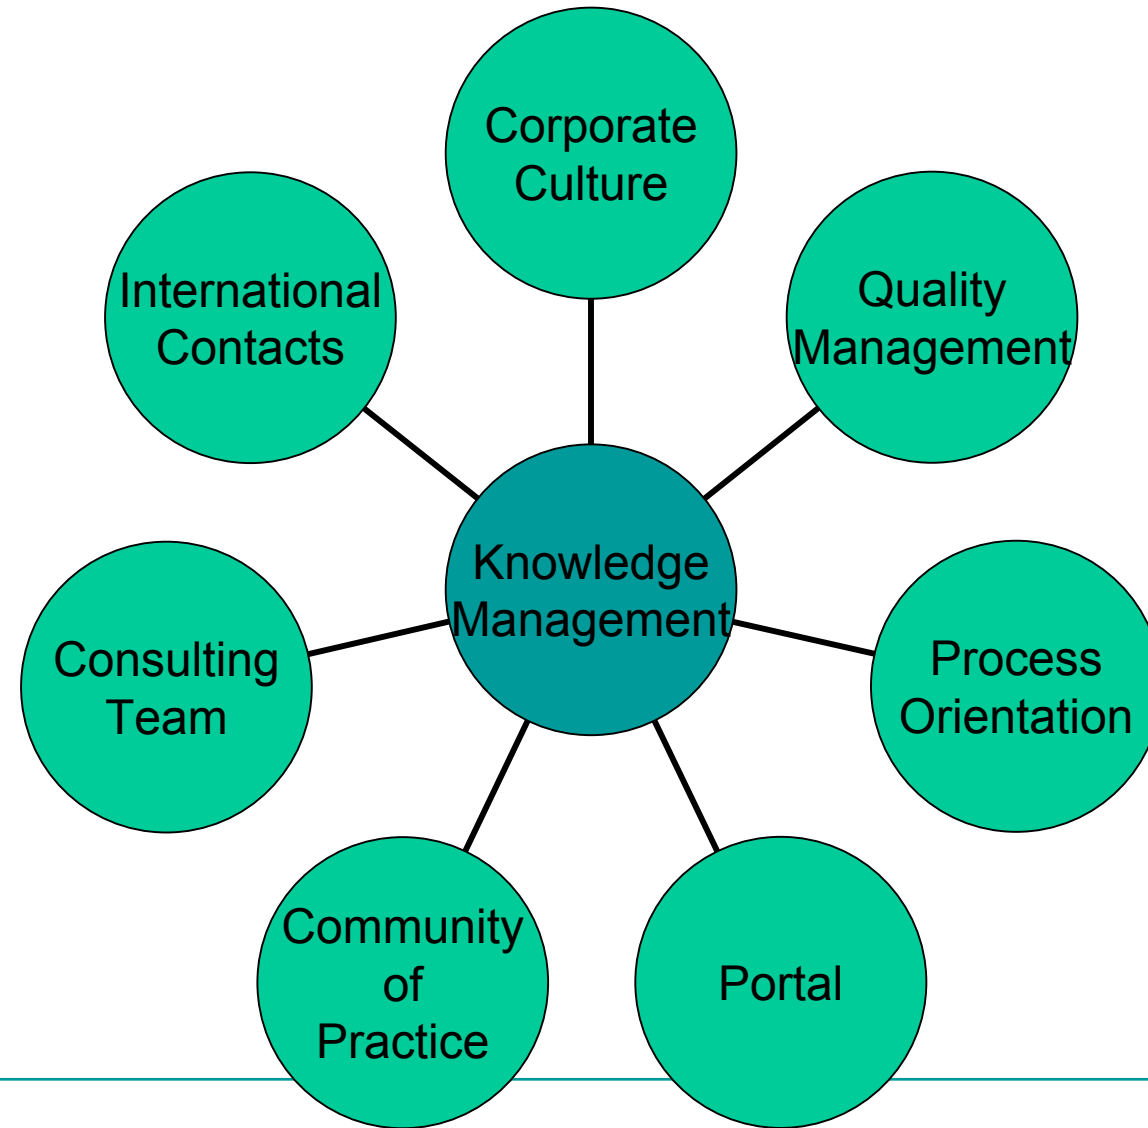 Corporate
Culture
International
Contacts
Quality
Management
Knowledge
Management
Consulting
Team
Process
Orientation
Community
of
Practice
Portal